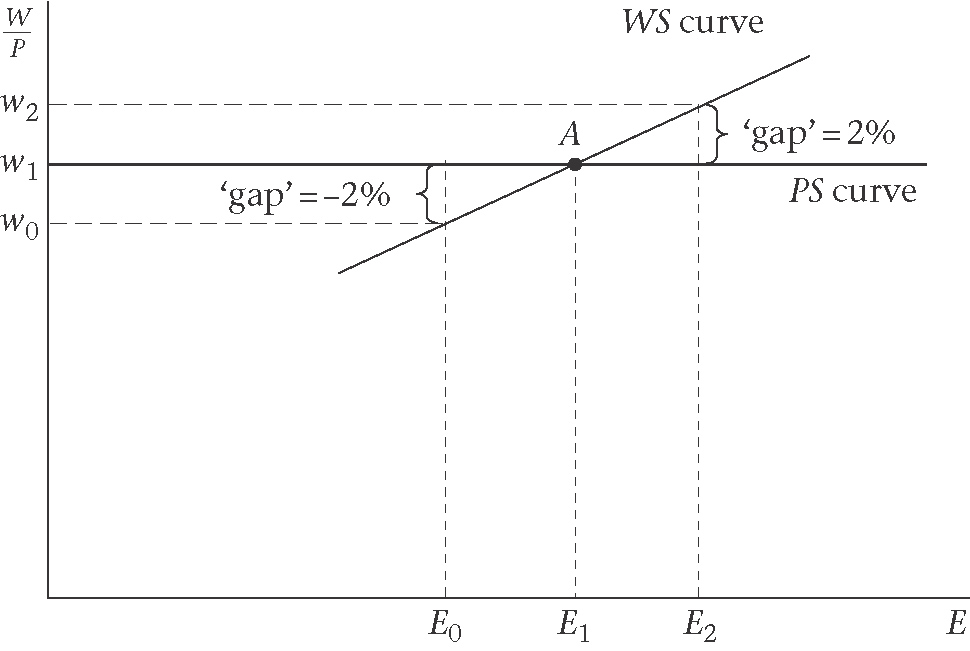 W/P
WS curve
w2
A
‘gap’ = 2%
w1
‘gap’ = –2%
PS curve
w0
E0 E1 E2 E